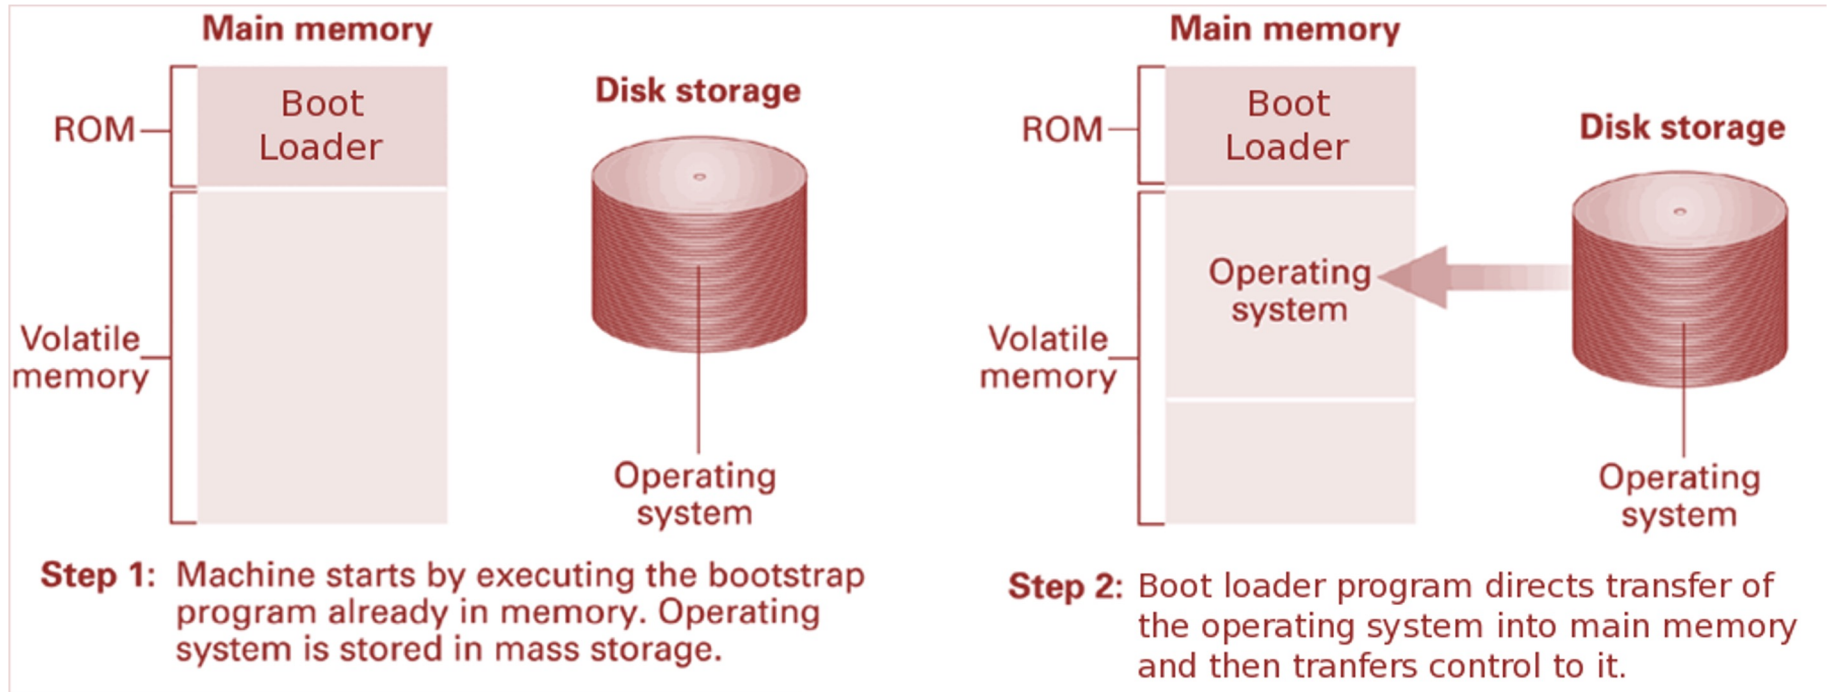 Main memory
Disk storage
ROM
Boot
Loader
Volatile
memory
Operating
system
Step 1: Machine starts by executing the bootstrap
program already in memory. Operating
system is stored in mass storage.
Main memory
Disk storage
ROM
Boot
Loader
Operating
system
Volatile
memory
Operating
system
Step 2: Boot loader program directs transfer of
the operating system into main memory
and then tranfers control to it.